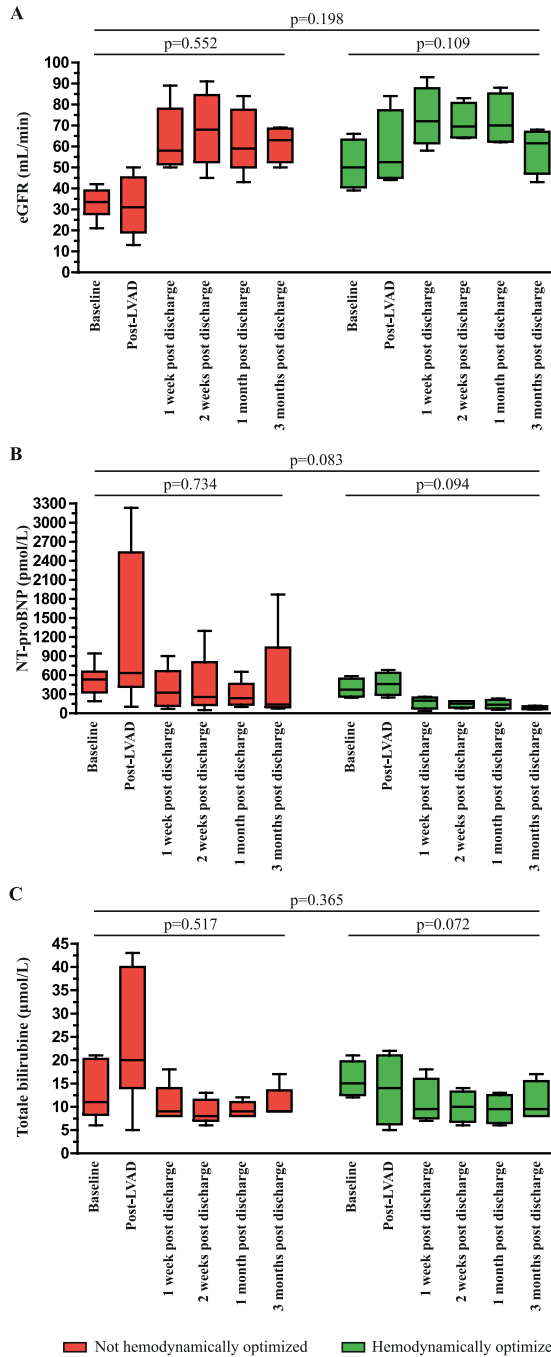 A
p=0.198
p=0.552 p=0.109
eGFR (mL/min)
100
90
80
70
60
50
40
30
20
10
0
Baseline
Post-LVAD
1 week post discharge
2 weeks post discharge
1 month post discharge
3 months post discharge
Baseline
Post-LVAD
1 week post discharge
2 weeks post discharge
1 month post discharge
3 months post discharge
B
p=0.083
p=0.734 p=0.094
NT-proBNP (pmol/L)
3300
3000
2700
2400
2100
1800
1500
1200
900
600
300
0
Baseline
Post-LVAD
1 week post discharge
2 weeks post discharge
1 month post discharge
3 months post discharge
Baseline
Post-LVAD
1 week post discharge
2 weeks post discharge
1 month post discharge
3 months post discharge
C
p=0.365
p=0.517 p=0.072
Totale bilirubine (µmol/L)
45
40
35
30
25
20
15
10
5
0
Baseline
Post-LVAD
1 week post discharge
2 weeks post discharge
1 month post discharge
3 months post discharge
Baseline
Post-LVAD
1 week post discharge
2 weeks post discharge
1 month post discharge
3 months post discharge
Not hemodynamically optimized Hemodynamically optimize